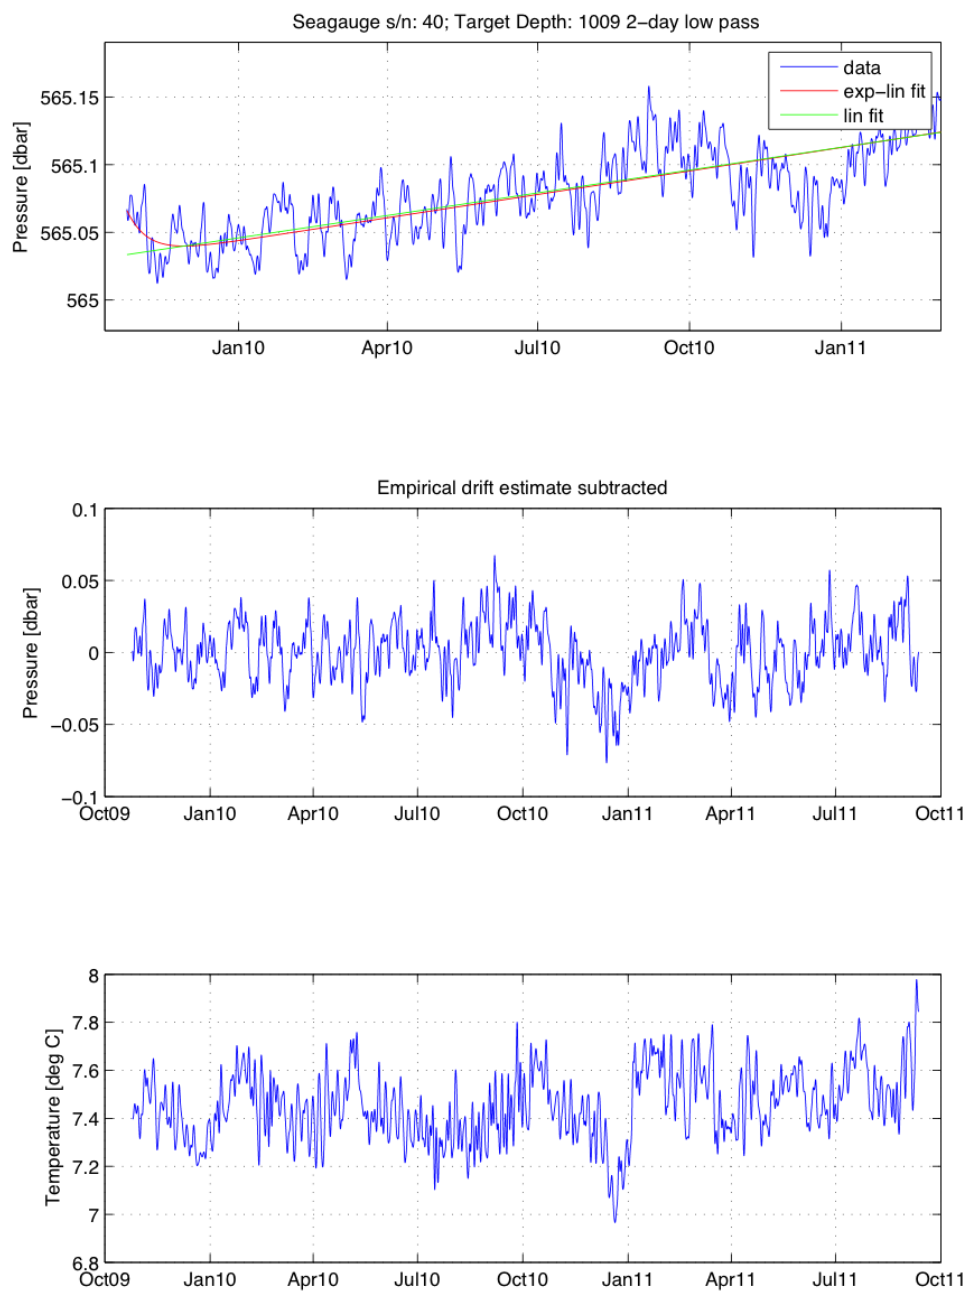 Seagauge s/n: 40; Target Depth: 1009 2−day low pass
data
exp−lin fit
lin fit
Pressure [dbar]
565.15
565.1
565.05
565
Jan10 Apr10 Jul10 Oct10 Jan11
Empirical drift estimate subtracted
Pressure [dbar]
0.1
0.05
0
−0.05
−0.1
Oct09 Jan10 Apr10 Jul10 Oct10 Jan11 Apr11 Jul11 Oct11
Temperature [deg C]
8
7.8
7.6
7.4
7.2
7
6.8
Oct09 Jan10 Apr10 Jul10 Oct10 Jan11 Apr11 Jul11 Oct11